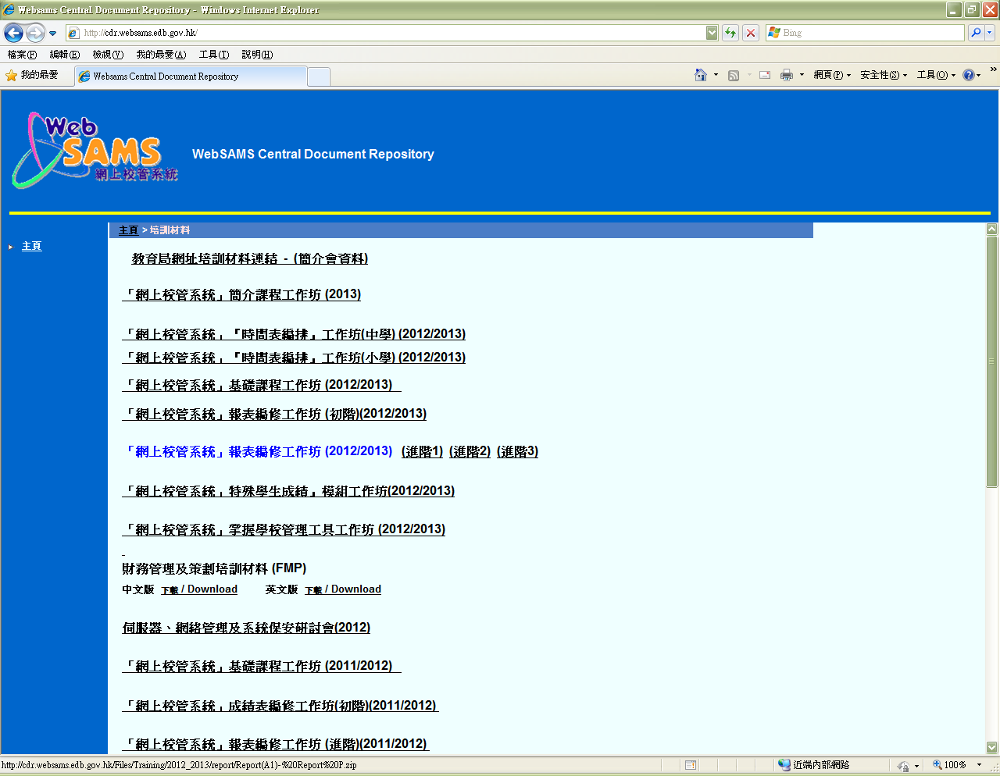 Websams Central Document Repository - Windows Internet Explorer
http://cdr.websams.edb.gov.hk/
Bing
檔案(F) 編輯(E) 檢視(V) 我的最愛(A) 工具(T) 說明(H)
我的最愛 Websams Central Document Repository 網頁(P) 安全性(S) 工具(O)
Web
SAMS
網上校管系統
WebSAMS Central Document Repository
主頁
主頁 > 培訓材料
教育局網址培訓材料連結 - (簡介會資料)
「網上校管系統」簡介課程工作坊 (2013)
「網上校管系統」『時間表編排』工作坊(中學) (2012/2013)
「網上校管系統」『時間表編排』工作坊(小學) (2012/2013)
「網上校管系統」基礎課程工作坊 (2012/2013)
「網上校管系統」報表編修工作坊 (初階)(2012/2013)
「網上校管系統」報表編修工作坊 (2012/2013) (進階1) (進階2) (進階3)
「網上校管系統」特殊學生成績」模組工作坊(2012/2013)
「網上校管系統」掌握學校管理工具工作坊 (2012/2013)
財務管理及策劃培訓材料 (FMP)
中文版 下載 / Download 英文版 下載 / Download
伺服器、網絡管理及系統保安研討會(2012)
「網上校管系統」基礎課程工作坊 (2011/2012)
「網上校管系統」成績表編修工作坊(初階)(2011/2012)
「網上校管系統」報表編修工作坊 (進階)(2011/2012)
http://cdr.websams.edb.gov.hk/Files/Training/2012_2013/report/Report(A1)-%20Report%20P.zip 近端內部網路 100%